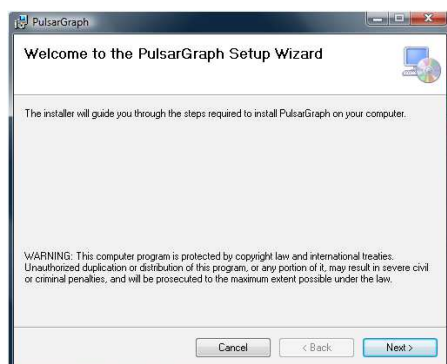 PulsarGraph
Welcome to the PulsarGraph Setup Wizard
The installer will guide you through the steps required to install PulsarGraph on your computer.
WARNING: This computer program is protected by copyright law and international treaties.
Unauthorized duplication or distribution of this program, or any portion of it, may result in severe civil
or criminal penalties, and will be prosecuted to the maximum extent possible under the law.
Cancel
< Back
Next >